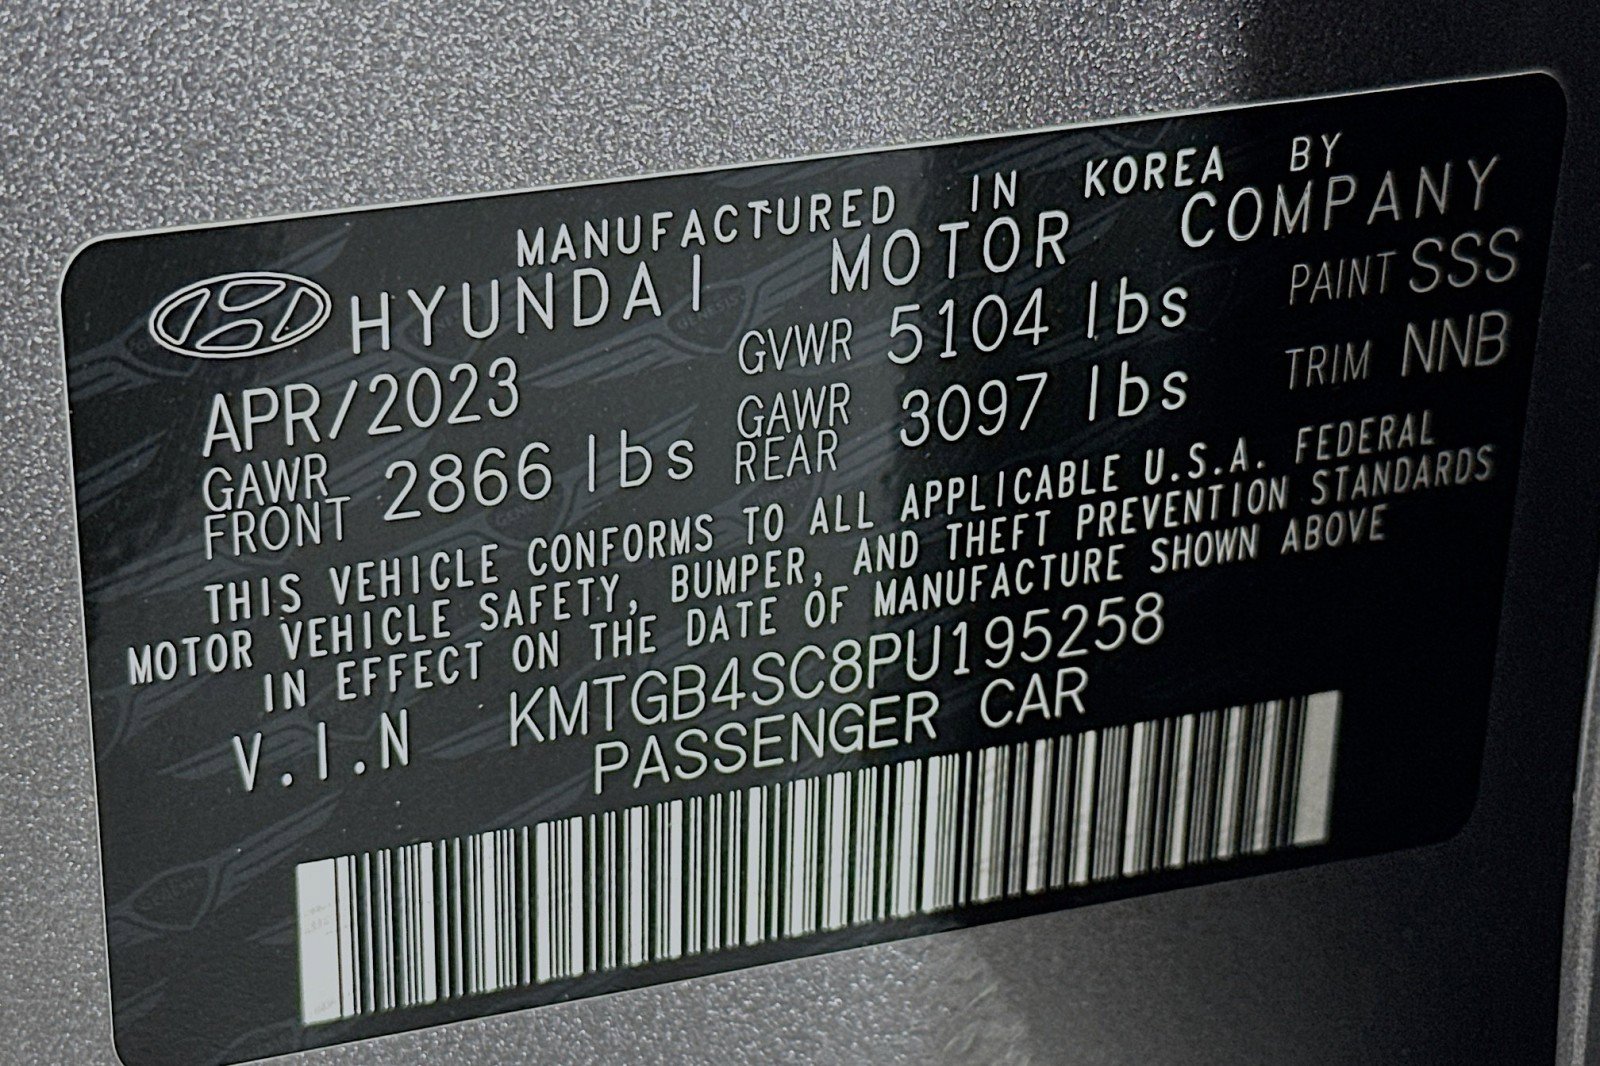 MANUFACTURED IN KOREA BY
HYUNDAI MOTOR COMPANY
APR/2023 GVWR 5104 lbs PAINT SSS
GAWR FRONT 2866 lbs GAWR REAR 3097 lbs TRIM NNB
THIS VEHICLE CONFORMS TO ALL APPLICABLE U.S.A. FEDERAL
MOTOR VEHICLE SAFETY, BUMPER, AND THEFT PREVENTION STANDARDS
IN EFFECT ON THE DATE OF MANUFACTURE SHOWN ABOVE
V.I.N KMTGB4SC8PU195258
PASSENGER CAR